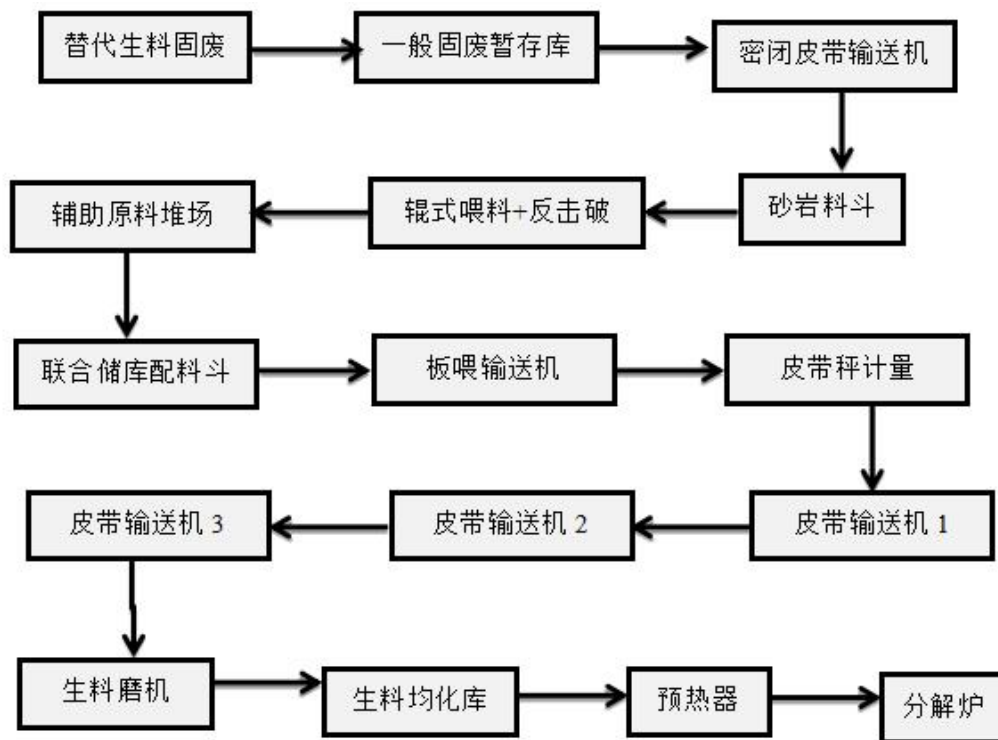 替代生料固废
一般固废暂存库
密闭皮带输送机
辅助原料堆场
辊式喂料+反击破
砂岩料斗
联合储库配料斗
板喂输送机
皮带秤计量
皮带输送机 3
皮带输送机 2
皮带输送机 1
生料磨机
生料均化库
预热器
分解炉